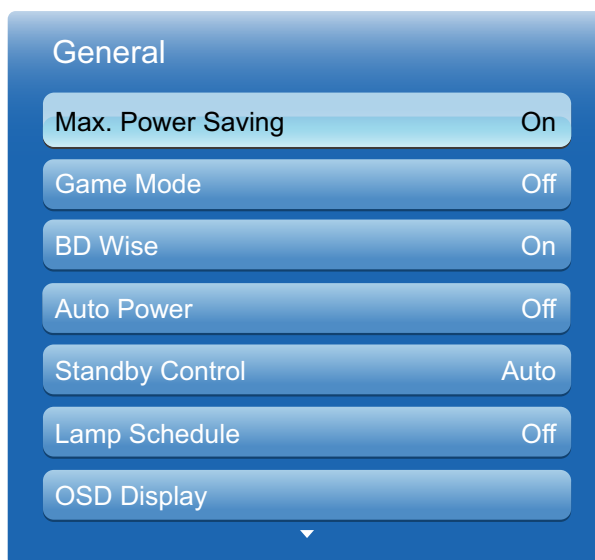 General
Max. Power Saving On
Game Mode Off
BD Wise On
Auto Power Off
Standby Control Auto
Lamp Schedule Off
OSD Display